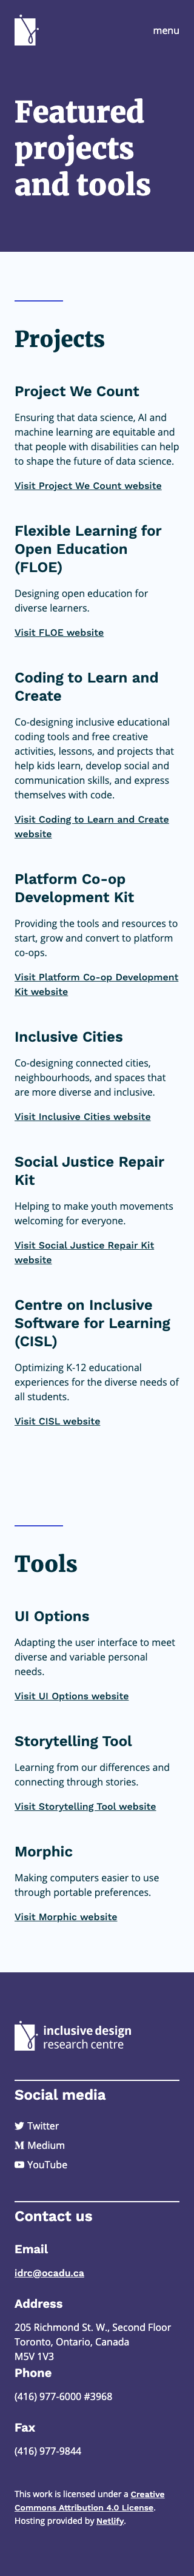 menu
Featured
projects
and tools
Projects
Project We Count
Ensuring that data science, AI and
machine learning are equitable and
that people with disabilities can help
to shape the future of data science.
Visit Project We Count website
Flexible Learning for
Open Education
(FLOE)
Designing open education for
diverse learners.
Visit FLOE website
Coding to Learn and
Create
Co-designing inclusive educational
coding tools and free creative
activities, lessons, and projects that
help kids learn, develop social and
communication skills, and express
themselves with code.
Visit Coding to Learn and Create
website
Platform Co-op
Development Kit
Providing the tools and resources to
start, grow and convert to platform
co-ops.
Visit Platform Co-op Development
Kit website
Inclusive Cities
Co-designing connected cities,
neighbourhoods, and spaces that
are more diverse and inclusive.
Visit Inclusive Cities website
Social Justice Repair
Kit
Helping to make youth movements
welcoming for everyone.
Visit Social Justice Repair Kit
website
Centre on Inclusive
Software for Learning
(CISL)
Optimizing K-12 educational
experiences for the diverse needs of
all students.
Visit CISL website
Tools
UI Options
Adapting the user interface to meet
diverse and variable personal
needs.
Visit UI Options website
Storytelling Tool
Learning from our differences and
connecting through stories.
Visit Storytelling Tool website
Morphic
Making computers easier to use
through portable preferences.
Visit Morphic website
inclusive design
research centre
Social media
Twitter
Medium
YouTube
Contact us
Email
idrc@ocadu.ca
Address
205 Richmond St. W., Second Floor
Toronto, Ontario, Canada
M5V 1V3
Phone
(416) 977-6000 #3968
Fax
(416) 977-9844
This work is licensed under a Creative
Commons Attribution 4.0 License.
Hosting provided by Netlify.